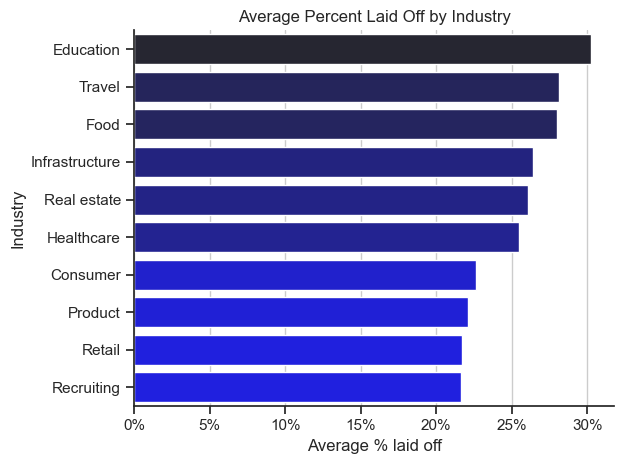 Average Percent Laid Off by Industry
Industry
Education
Travel
Food
Infrastructure
Real estate
Healthcare
Consumer
Product
Retail
Recruiting
0% 5% 10% 15% 20% 25% 30%
Average % laid off